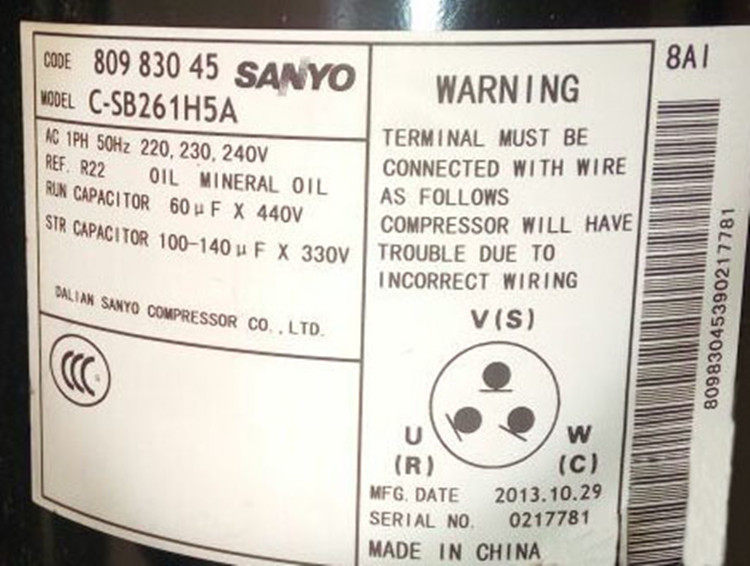 CODE 809 830 45 SANYO
MODEL C-SB261H5A
AC 1PH 50Hz 220, 230, 240V
REF. R22 OIL MINERAL OIL
RUN CAPACITOR 60μF X 440V
STR CAPACITOR 100-140μF X 330V
DALIAN SANYO COMPRESSOR CO., LTD.
CCC
S
WARNING
TERMINAL MUST BE
CONNECTED WITH WIRE
AS FOLLOWS
COMPRESSOR WILL HAVE
TROUBLE DUE TO
INCORRECT WIRING
V(S)
U W
(R) (C)
MFG. DATE 2013.10.29
SERIAL NO. 0217781
MADE IN CHINA
8A1
80983045390217781